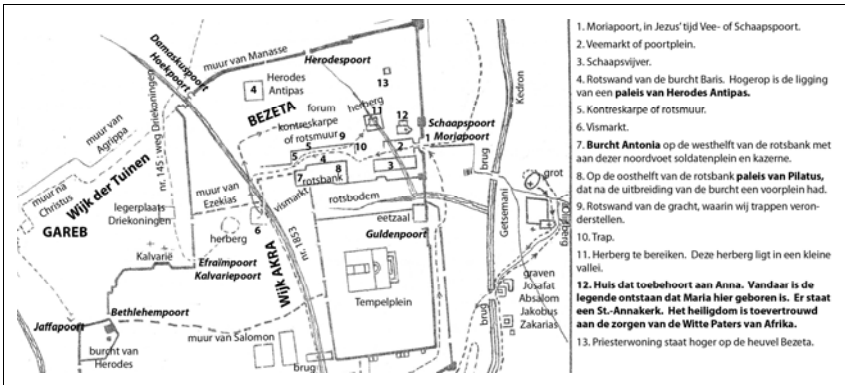 Damaskuspoort
Hoekpoort
muur van Manasse
Herodespoort
13
4
Herodes
Antipas
BEZETA
forum
herberg
11
12
kontreskarpe
of rotsmuur
9
10
Schaapspoort
1 Moriapoort
2
3
5
5
4
8
7
rotsbank
Kedron
brug
grot
Olijfberg
Getsemani
muur van
Agrippa
nr. 145 : weg Driekoningen
muur na
Christus
Wijk der Tuinen
GAREB
legerplaats
Driekoningen
muur van
Ezekias
vismarkt
rotsbodem
eetzaal
Guldenpoort
6
herberg
Kalvarië
Efraïmpoort
Kalvariepoort
Wijk AKRA
nr. 1853
Tempelplein
graven
Josafat
Absalom
Jakobus
Zakarias
brug
Bethlehempoort
Jaffapoort
burcht van
Herodes
muur van Salomon
brug
1. Moriapoort, in Jezus' tijd Vee- of Schaapspoort.
2. Veemarkt of poortplein.
3. Schaapsvijver.
4. Rotswand van de burcht Baris. Hogerop is de ligging
van een paleis van Herodes Antipas.
5. Kontreskarpe of rotsmuur.
6. Vismarkt.
7. Burcht Antonia op de westhelft van de rotsbank met
aan dezer noordvoet soldatenplein en kazerne.
8. Op de oosthelft van de rotsbank paleis van Pilatus,
dat na de uitbreiding van de burcht een voorplein had.
9. Rotswand van de gracht, waarin wij trappen veron-
derstellen.
10. Trap.
11. Herberg te bereiken. Deze herberg ligt in een kleine
vallei.
12. Huis dat toebehoort aan Anna. Vandaar is de
legende ontstaan dat Maria hier geboren is. Er staat
een St.-Annakerk. Het heiligdom is toevertrouwd
aan de zorgen van de Witte Paters van Afrika.
13. Priesterwoning staat hoger op de heuvel Bezeta.